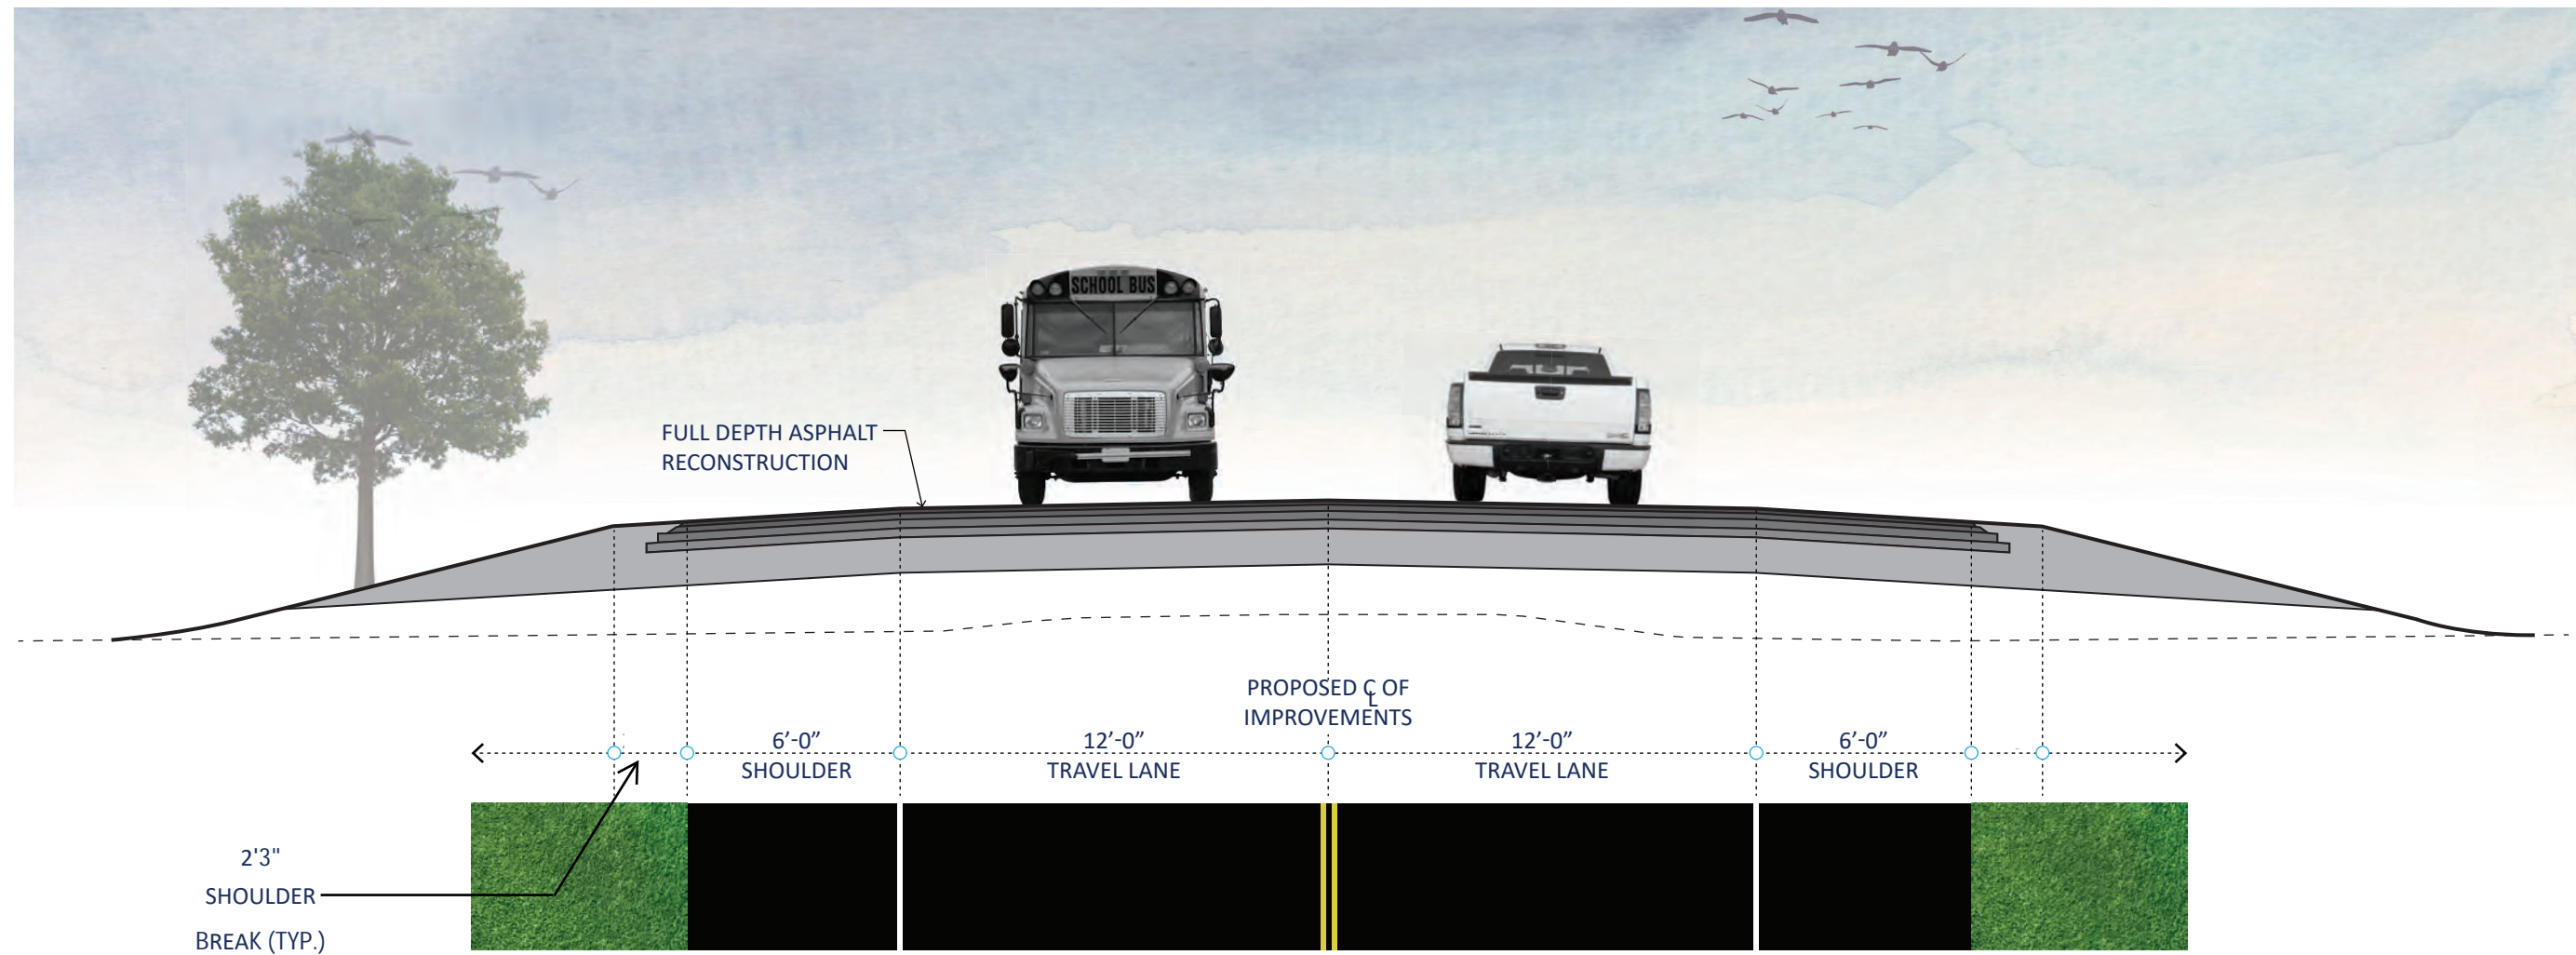 SCHOOL BUS
FULL DEPTH ASPHALT
RECONSTRUCTION
PROPOSED ℄ OF
IMPROVEMENTS
6’-0”
SHOULDER
12’-0”
TRAVEL LANE
12’-0”
TRAVEL LANE
6’-0”
SHOULDER
2'3"
SHOULDER
BREAK (TYP.)